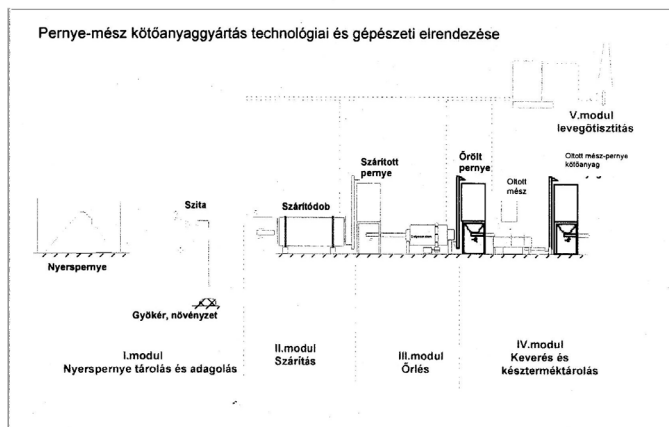 Pernye-mész kötőanyaggyártás technológiai és gépészeti elrendezése
V.modul
levegőtisztítás
Szárított
pernye
Őrölt
pernye
Oltott
mész
Oltott mész-pernye
kötőanyag
Szita
Szárítódob
Nyerspernye
Gyökér, növényzet
I.modul
Nyerspernye tárolás és adagolás
II.modul
Szárítás
III.modul
Őrlés
IV.modul
Keverés és
késztermékтárolás